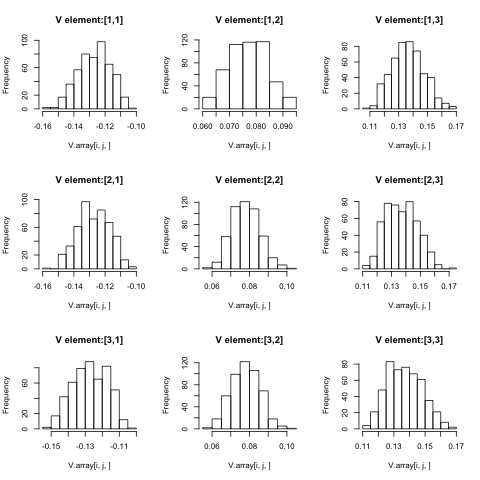 V element:[1,1] V element:[1,2] V element:[1,3]
Frequency 0 20 40 60 80 100
-0.16 -0.14 -0.12 -0.10
V.array[i, j, ]
Frequency 0 40 80 120
0.060 0.070 0.080 0.090
V.array[i, j, ]
Frequency 0 20 40 60 80
0.11 0.13 0.15 0.17
V.array[i, j, ]
V element:[2,1] V element:[2,2] V element:[2,3]
Frequency 0 20 60 100
-0.16 -0.14 -0.12 -0.10
V.array[i, j, ]
Frequency 0 40 80 120
0.06 0.08 0.10
V.array[i, j, ]
Frequency 0 20 40 60 80
0.11 0.13 0.15 0.17
V.array[i, j, ]
V element:[3,1] V element:[3,2] V element:[3,3]
Frequency 0 20 40 60
-0.15 -0.13 -0.11
V.array[i, j, ]
Frequency 0 40 80 120
0.06 0.08 0.10
V.array[i, j, ]
Frequency 0 20 40 60 80
0.11 0.13 0.15 0.17
V.array[i, j, ]